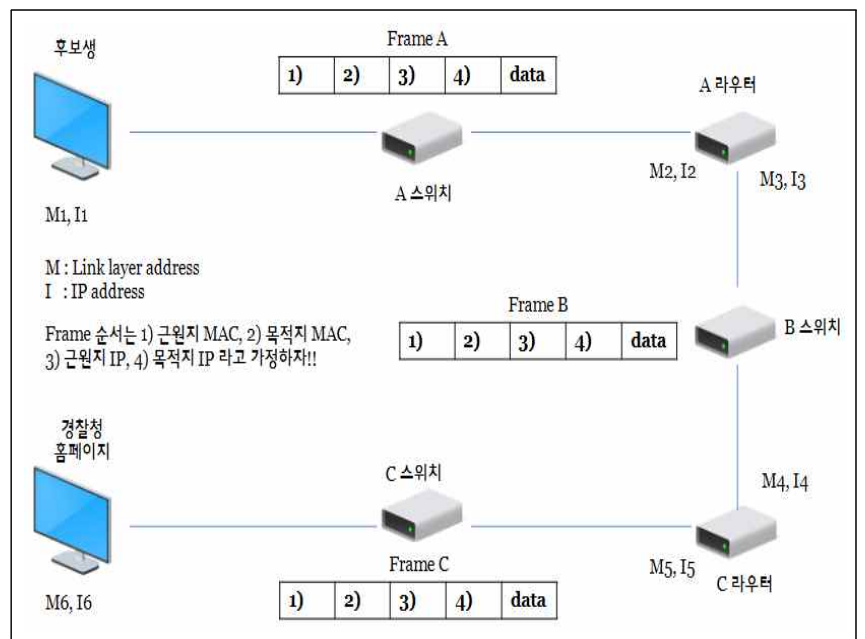 후보생
Frame A
1) 2) 3) 4) data
A 라우터
A 스위치
M2, I2
M3, I3
M1, I1
M : Link layer address
I : IP address
Frame 순서는 1) 근원지 MAC, 2) 목적지 MAC,
3) 근원지 IP, 4) 목적지 IP 라고 가정하자!!
Frame B
1) 2) 3) 4) data
B 스위치
경찰청
홈페이지
C 스위치
M4, I4
Frame C
M5, I5
C 라우터
M6, I6
1) 2) 3) 4) data